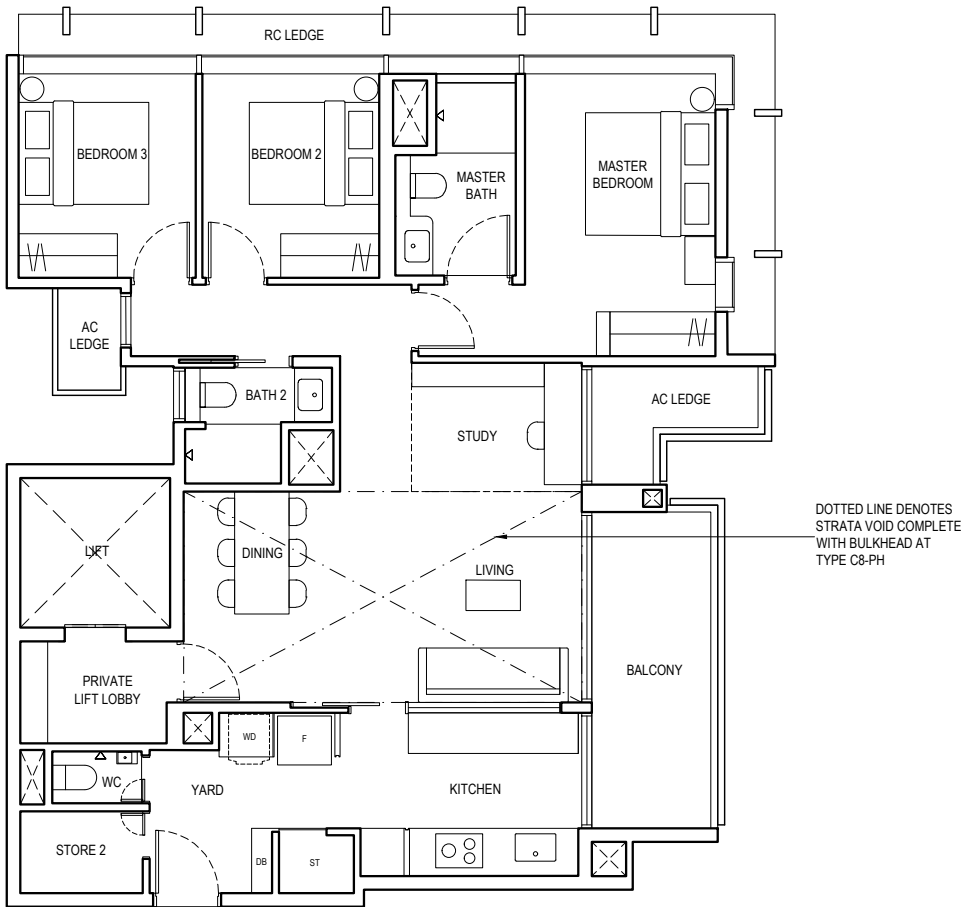 RC LEDGE
BEDROOM 3
BEDROOM 2
MASTER
BATH
MASTER
BEDROOM
AC
LEDGE
BATH 2
STUDY
AC LEDGE
DOTTED LINE DENOTES
STRATA VOID COMPLETE
WITH BULKHEAD AT
TYPE C8-PH
LIFT
DINING
LIVING
PRIVATE
LIFT LOBBY
BALCONY
WD
F
WC
YARD
KITCHEN
STORE 2
DB
ST